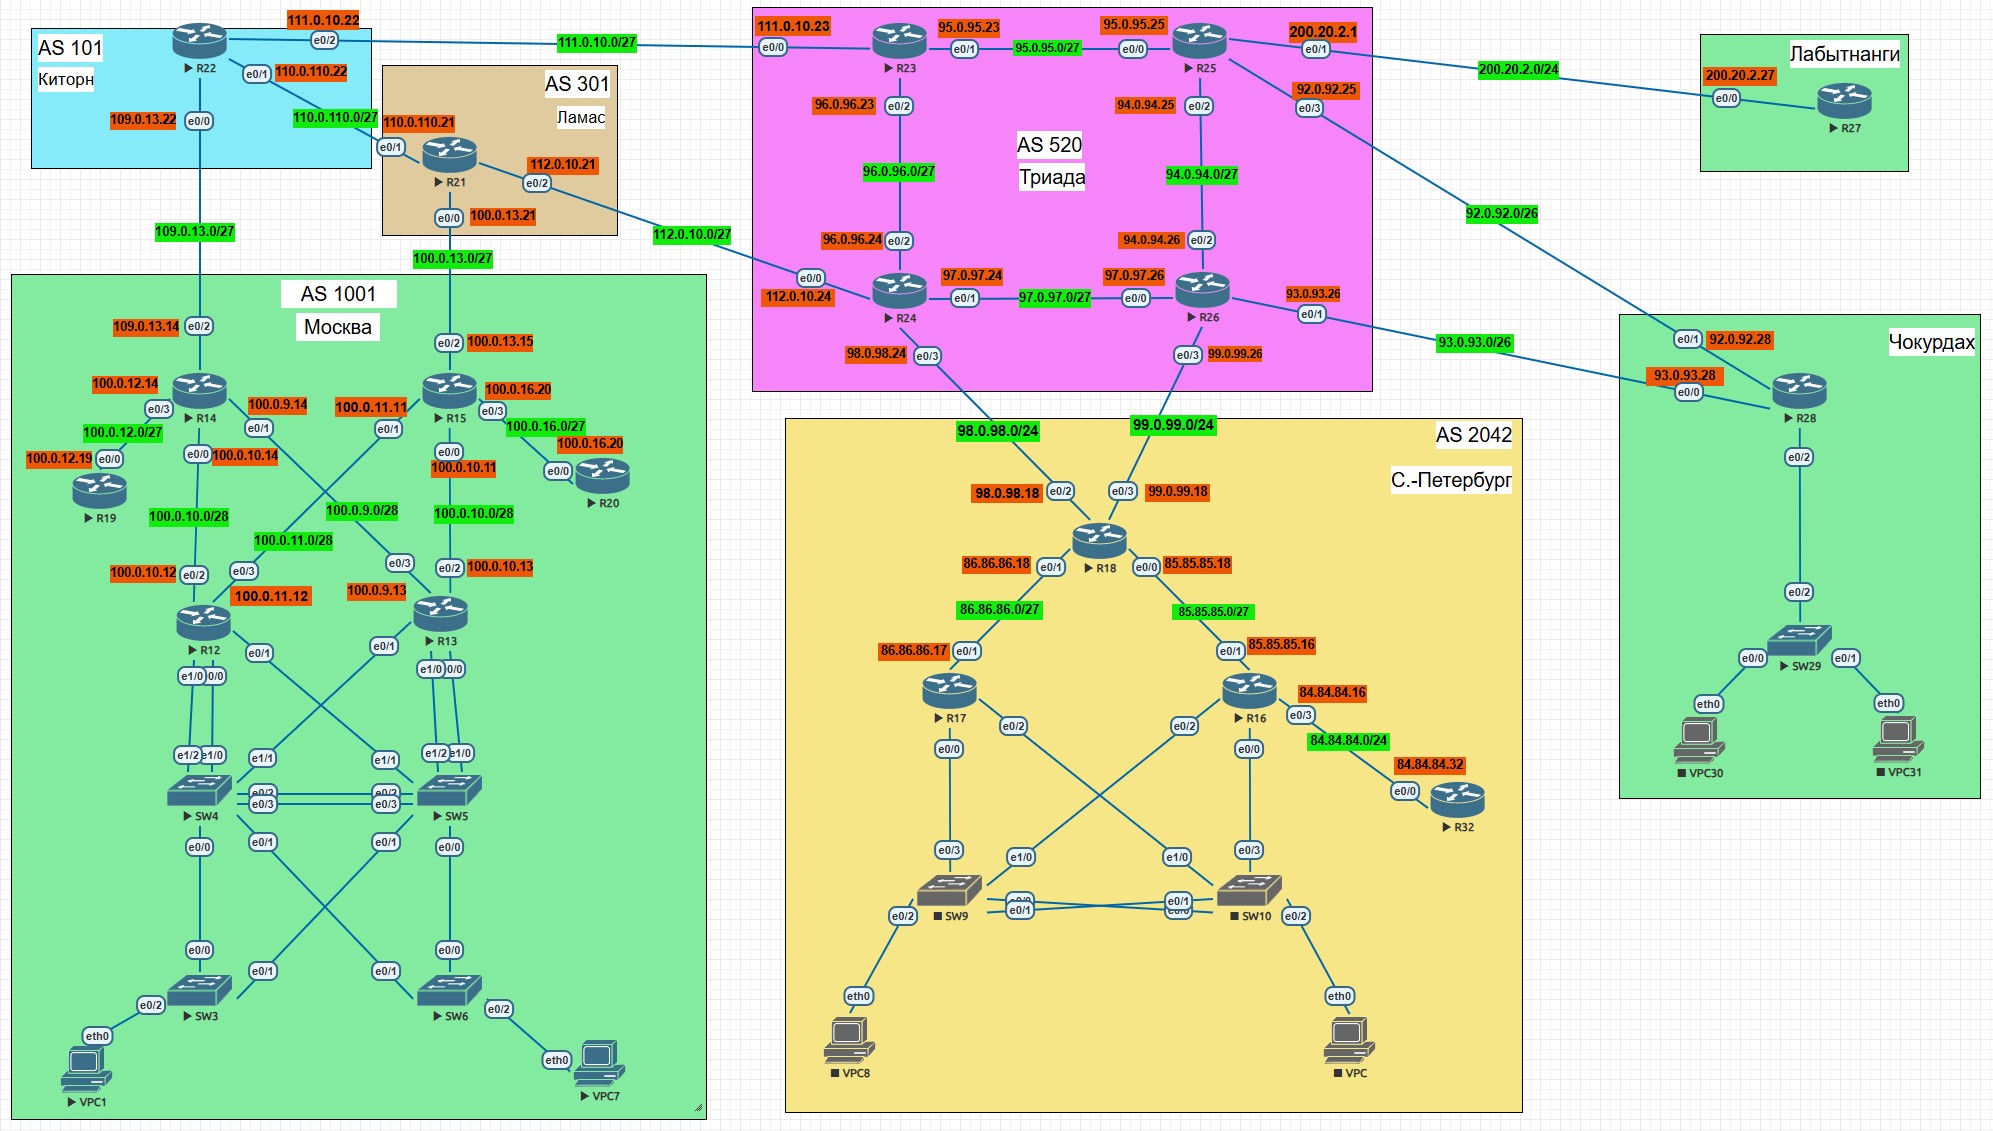 AS 101
Киторн
111.0.10.22
e0/2
R22
e0/1
110.0.110.22
109.0.13.22
e0/0
110.0.110.0/27
111.0.10.0/27
109.0.13.0/27
AS 301
Ламас
110.0.110.21
e0/1
R21
112.0.10.21
e0/2
e0/0
100.0.13.21
112.0.10.0/27
100.0.13.0/27
AS 520
Триада
111.0.10.23
e0/0
R23
95.0.95.23
e0/1
95.0.95.0/27
95.0.95.25
e0/0
R25
200.20.2.1
e0/1
92.0.92.25
e0/3
96.0.96.23
e0/2
94.0.94.25
e0/2
96.0.96.0/27
94.0.94.0/27
96.0.96.24
e0/2
94.0.94.26
e0/2
e0/0
112.0.10.24
R24
97.0.97.24
e0/1
97.0.97.0/27
97.0.97.26
e0/0
R26
93.0.93.26
e0/1
98.0.98.24
e0/3
e0/3
99.0.99.26
200.20.2.0/24
92.0.92.0/26
93.0.93.0/26
Лабытнанги
200.20.2.27
e0/0
R27
AS 1001
Москва
109.0.13.14
e0/2
e0/2
100.0.13.15
100.0.12.14
R14
e0/3
100.0.9.14
e0/1
100.0.12.0/27
e0/0
100.0.10.14
100.0.12.19
e0/0
R19
100.0.11.11
e0/1
R15
100.0.16.20
e0/3
100.0.16.0/27
e0/0
100.0.10.11
100.0.16.20
e0/0
R20
100.0.10.0/28
100.0.9.0/28
100.0.10.0/28
100.0.11.0/28
100.0.10.12
e0/2
e0/3
100.0.11.12
e0/3
100.0.9.13
e0/2
100.0.10.13
R12
e0/1
e1/0
0/0
R13
e0/1
e1/0
0/0
e1/2
e1/0
e1/1
e1/1
e1/2
e1/0
SW4
e0/2
e0/3
e0/2
e0/3
SW5
e0/0
e0/1
e0/1
e0/0
e0/0
e0/1
e0/1
e0/0
SW3
e0/2
SW6
e0/2
eth0
VPC1
eth0
VPC7
AS 2042
С.-Петербург
98.0.98.0/24
99.0.99.0/24
98.0.98.18
e0/2
e0/3
99.0.99.18
R18
86.86.86.18
e0/1
e0/0
85.85.85.18
86.86.86.0/27
85.85.85.0/27
86.86.86.17
e0/1
e0/1
85.85.85.16
R17
e0/2
e0/0
R16
e0/2
e0/0
84.84.84.16
e0/3
84.84.84.0/24
84.84.84.32
e0/0
R32
e0/3
e1/0
e1/0
e0/3
SW9
e0/1
e0/1
SW10
e0/2
e0/2
eth0
VPC8
eth0
VPC
Чокурдах
e0/1
92.0.92.28
93.0.93.28
e0/0
R28
e0/2
e0/2
SW29
e0/0
e0/1
eth0
VPC30
eth0
VPC31